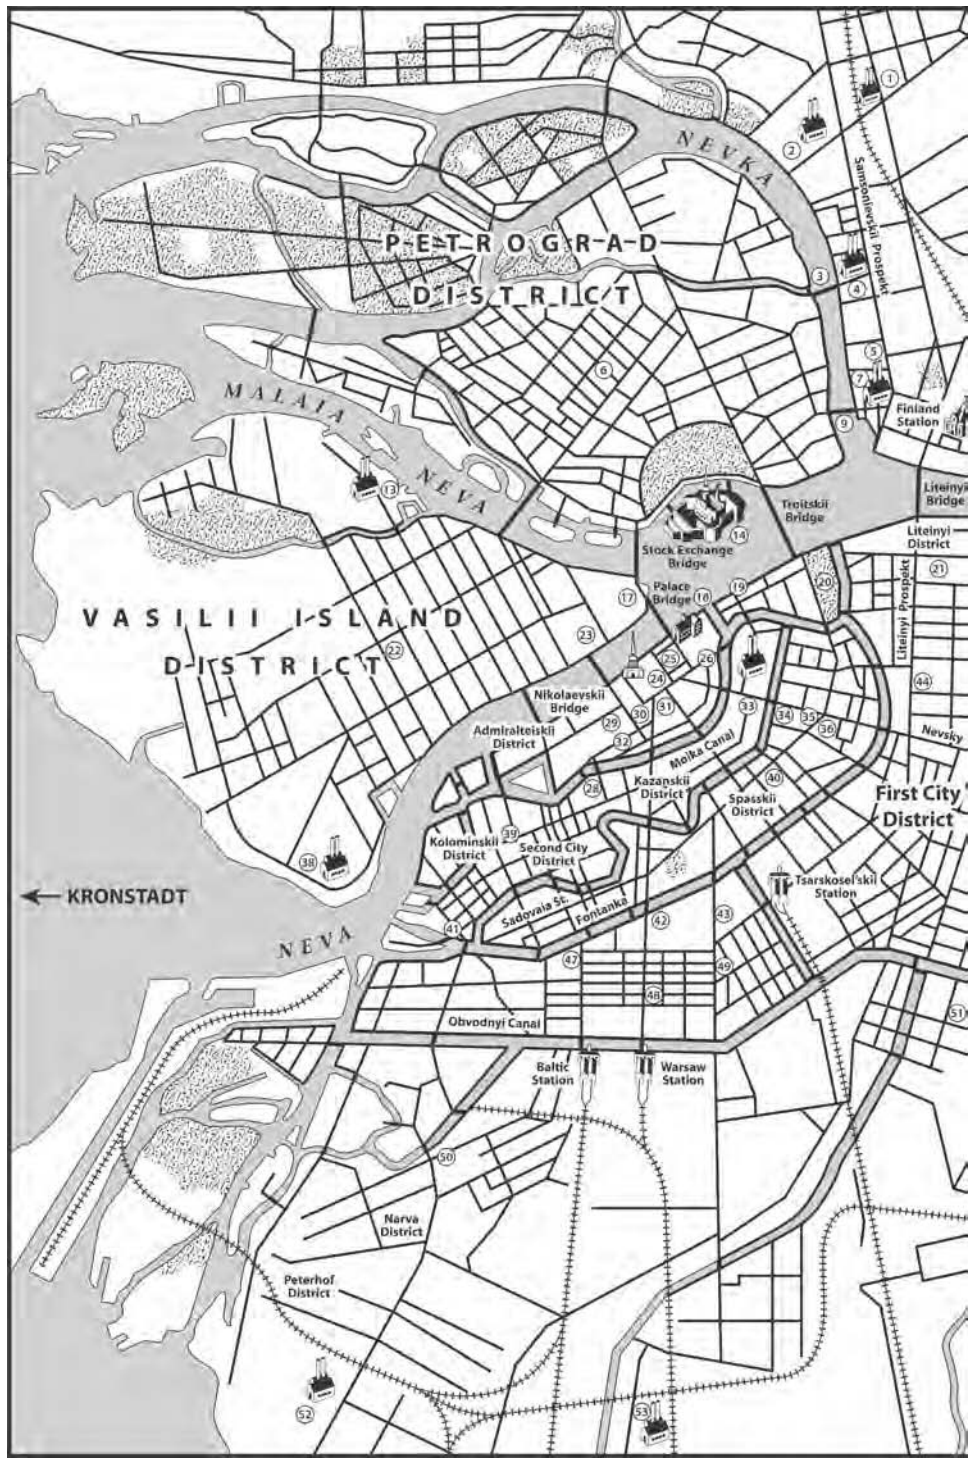 1
2
NEVKA
Samsonievskii Prospekt
PETROGRAD
DISTRICT
3
4
5
6
7
MALAIA
NEVA
9
Finland
Station
13
Liteinyi
Bridge
Troitskii
Bridge
14
Stock Exchange
Bridge
Liteinyi
District
Palace
Bridge
17
18
19
20
21
Liteinyi Prospekt
VASILII ISLAND
DISTRICT
22
23
24
25
26
44
Nikolaevskii
Bridge
29
30
31
32
33
34
35
36
Admiralteiskii
District
Nevsky
Moika Canal
28
Kazanskii
District
40
Spasskii
District
First City
District
38
39
Kolominskii
District
Second City
District
KRONSTADT
Sadovaia St.
Fontanka
Tsarskosel'skii
Station
NEVA
41
42
43
47
48
49
51
Obvodnyi Canal
Baltic
Station
Warsaw
Station
50
Narva
District
Peterhof
District
52
53